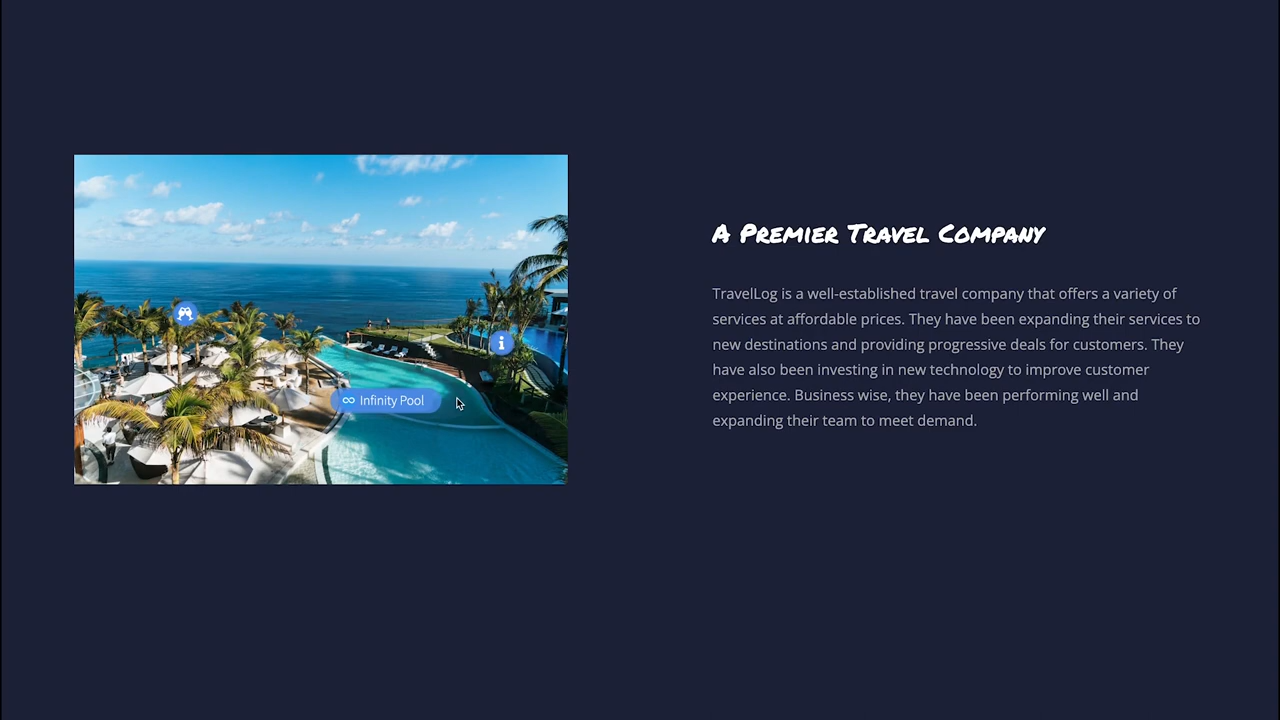 A Premier Travel Company
TravelLog is a well-established travel company that offers a variety of
services at affordable prices. They have been expanding their services to
new destinations and providing progressive deals for customers. They
have also been investing in new technology to improve customer
experience. Business wise, they have been performing well and
expanding their team to meet demand.
Infinity Pool